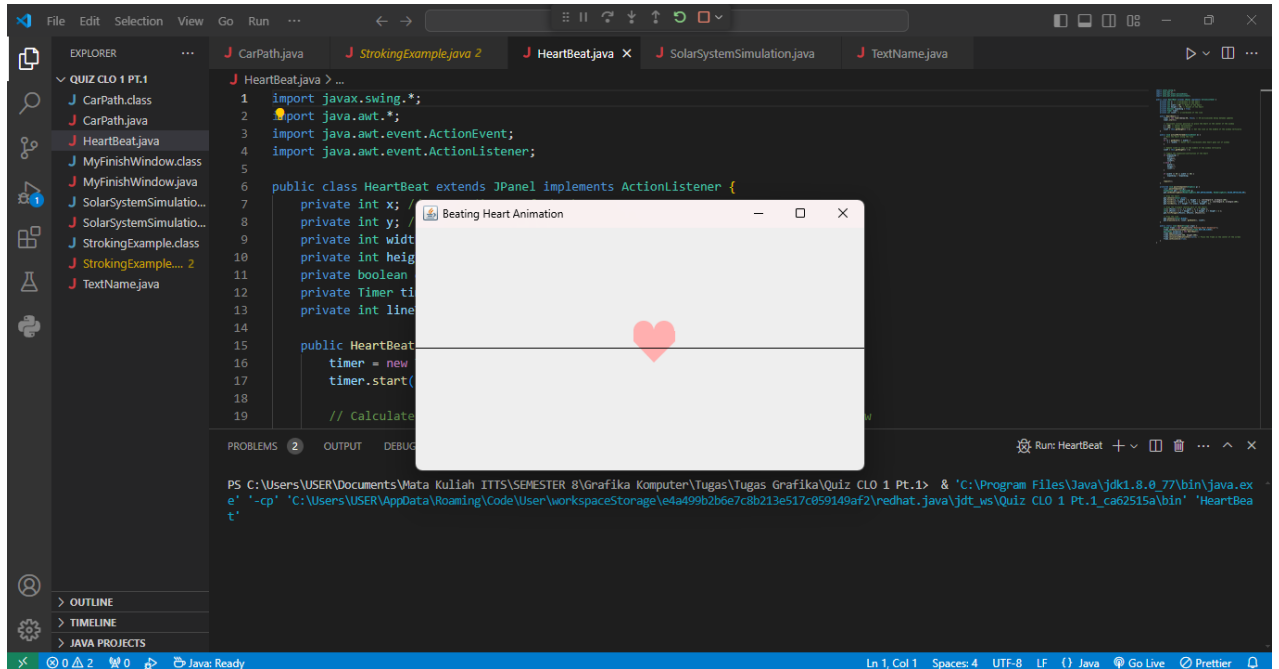 File Edit Selection View Go Run ···
EXPLORER ···
QUIZ CLO 1 PT.1
J CarPath.class
J CarPath.java
J HeartBeat.java
J MyFinishWindow.class
J MyFinishWindow.java
J SolarSystemSimulatio...
J SolarSystemSimulatio...
J StrokingExample.class
J StrokingExample.... 2
J TextName.java
1
OUTLINE
TIMELINE
JAVA PROJECTS
J CarPath.java J StrokingExample.java 2 J HeartBeat.java J SolarSystemSimulation.java J TextName.java
J HeartBeat.java > ...
1 import javax.swing.*;
2 import java.awt.*;
3 import java.awt.event.ActionEvent;
4 import java.awt.event.ActionListener;
5
6 public class HeartBeat extends JPanel implements ActionListener {
7 private int x; /
8 private int y; /
9 private int widt
10 private int heig
11 private boolean
12 private Timer ti
13 private int line
14
15 public HeartBeat
16 timer = new
17 timer.start(
18
19 // Calculate w
Beating Heart Animation
PROBLEMS 2 OUTPUT DEBUG
Run: HeartBeat
PS C:\Users\USER\Documents\Mata Kuliah ITTS\SEMESTER 8\Grafika Komputer\Tugas\Tugas Grafika\Quiz CLO 1 Pt.1> & 'C:\Program Files\Java\jdk1.8.0_77\bin\java.ex
e' '-cp' 'C:\Users\USER\AppData\Roaming\Code\User\workspaceStorage\e4a499b2b6e7c8b213e517c059149af2\redhat.java\jdt_ws\Quiz CLO 1 Pt.1_ca62515a\bin' 'HeartBea
t'
0 2 0 Java: Ready Ln 1, Col 1 Spaces: 4 UTF-8 LF {} Java Go Live Prettier